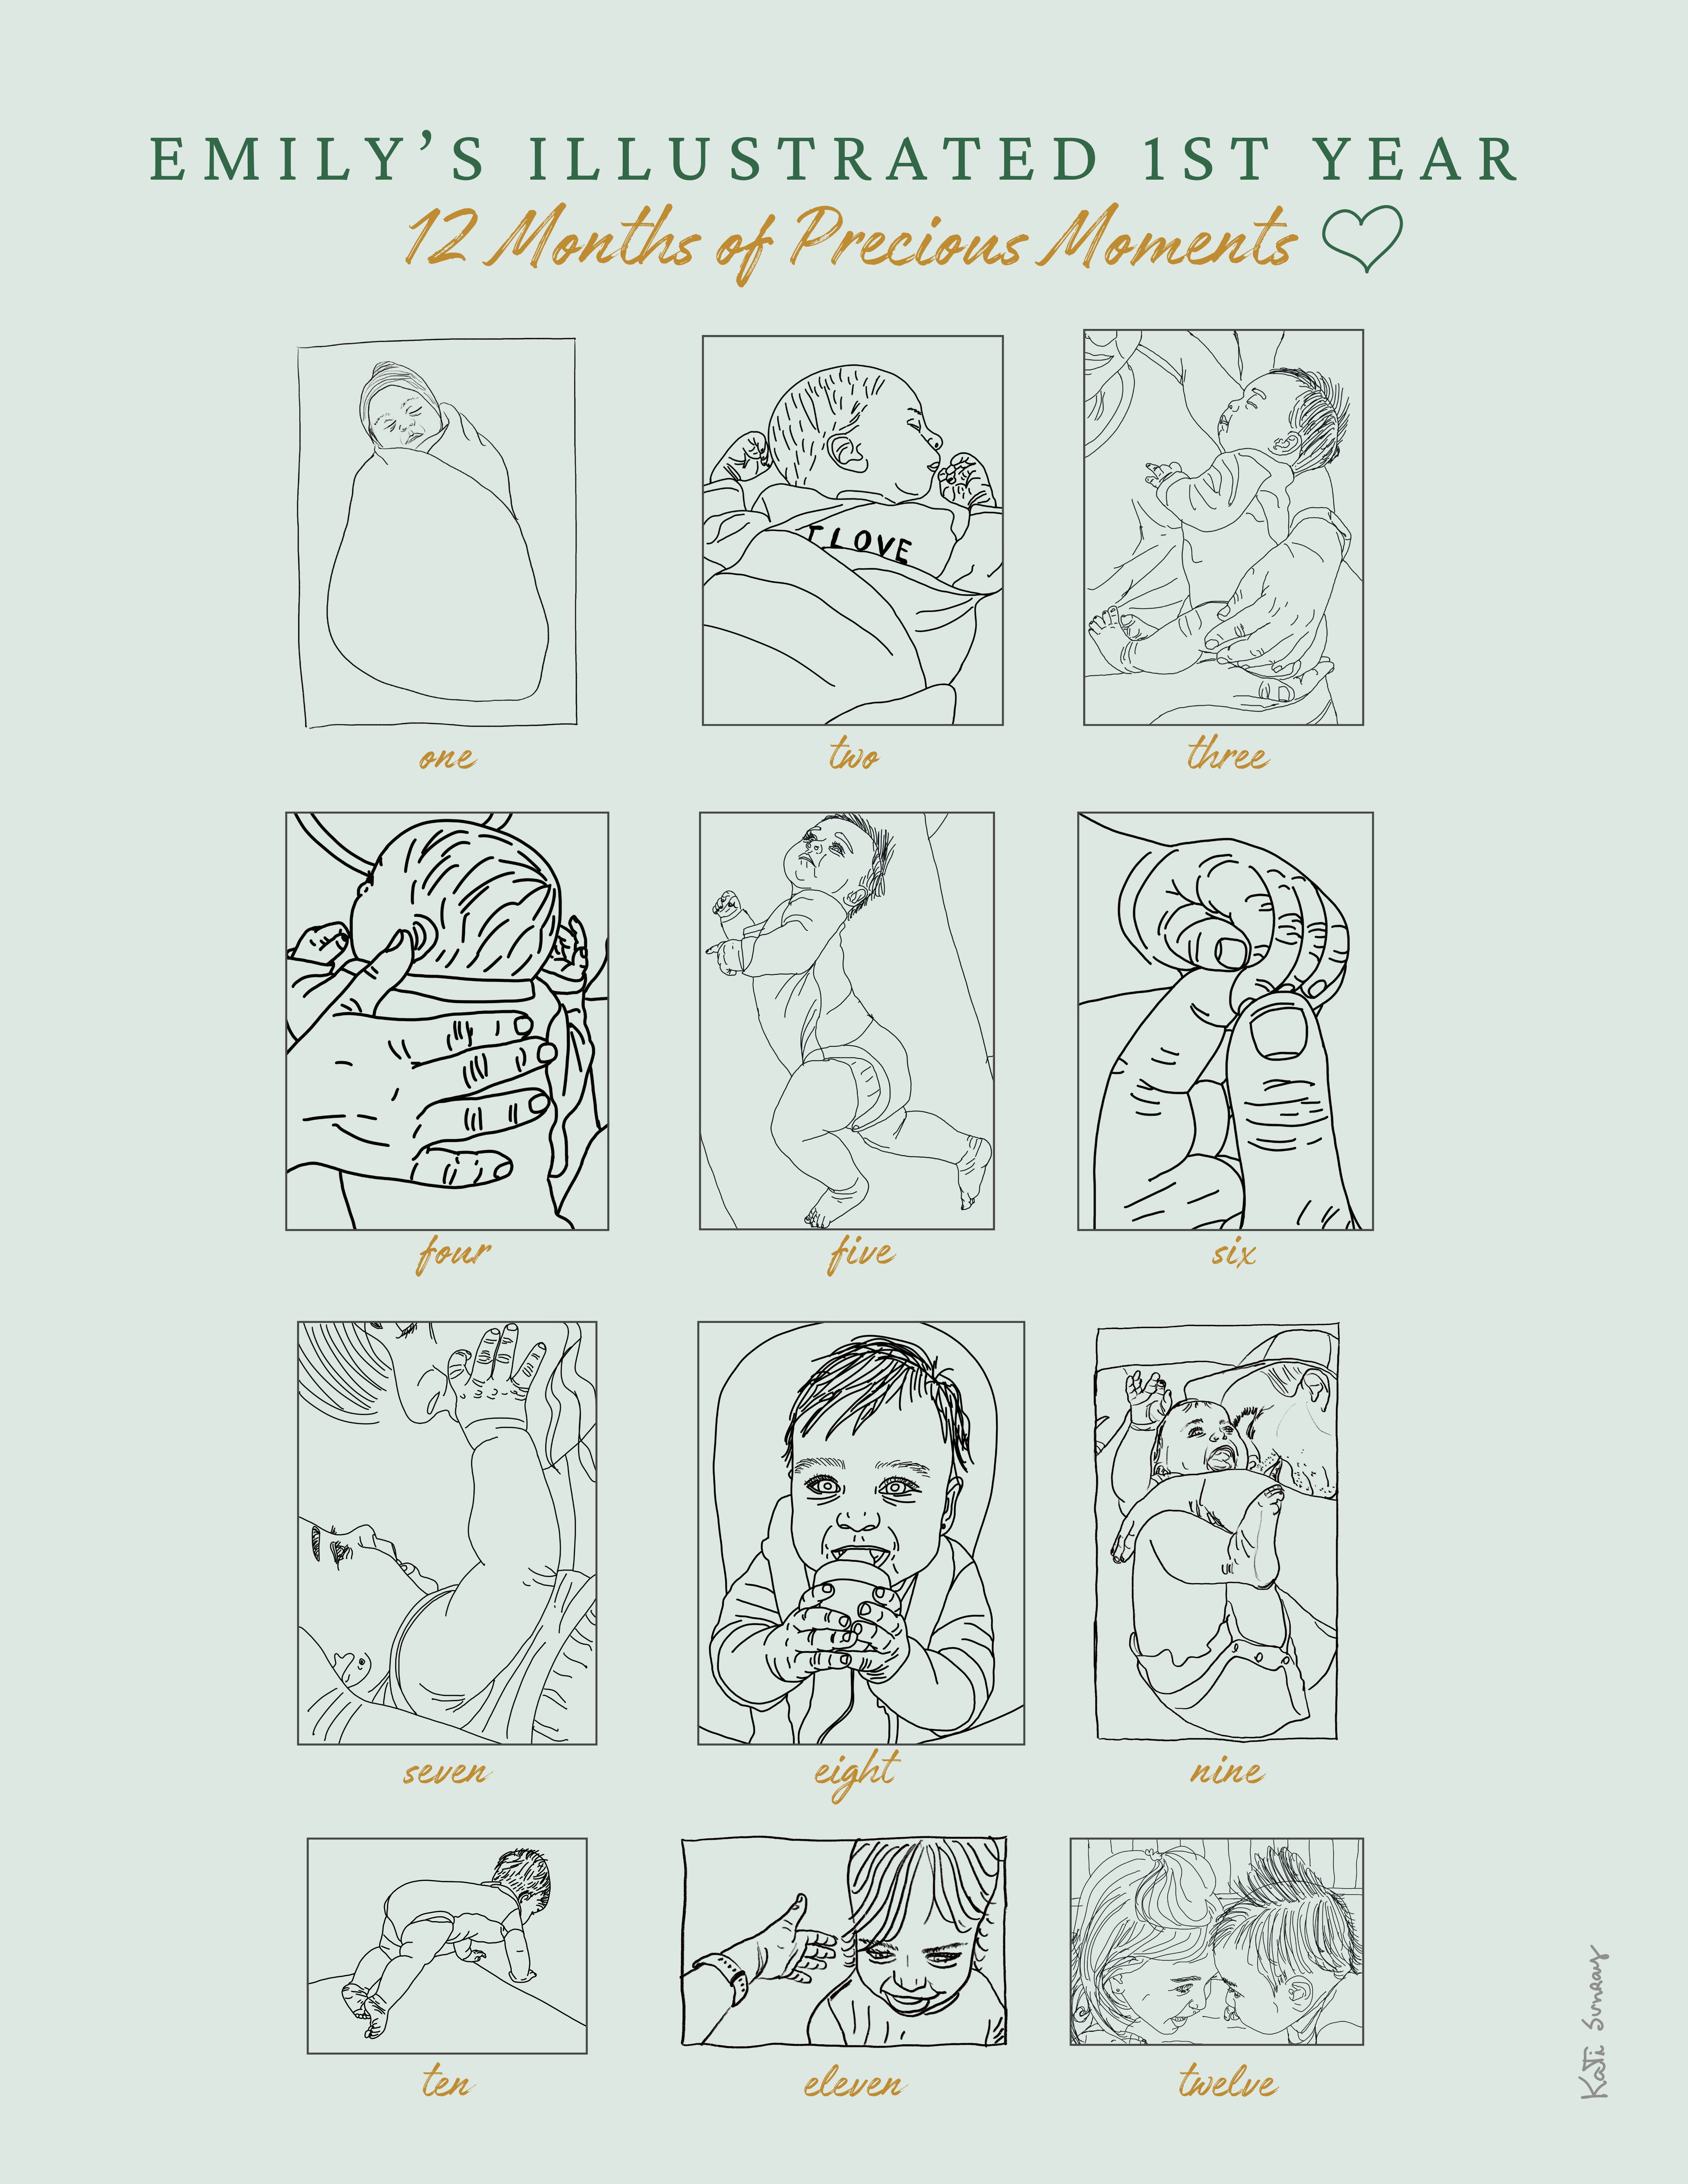 EMILY’S ILLUSTRATED 1ST YEAR
12 Months of Precious Moments
I LOVE
one
two
three
four
five
six
seven
eight
nine
ten
eleven
twelve
Kati